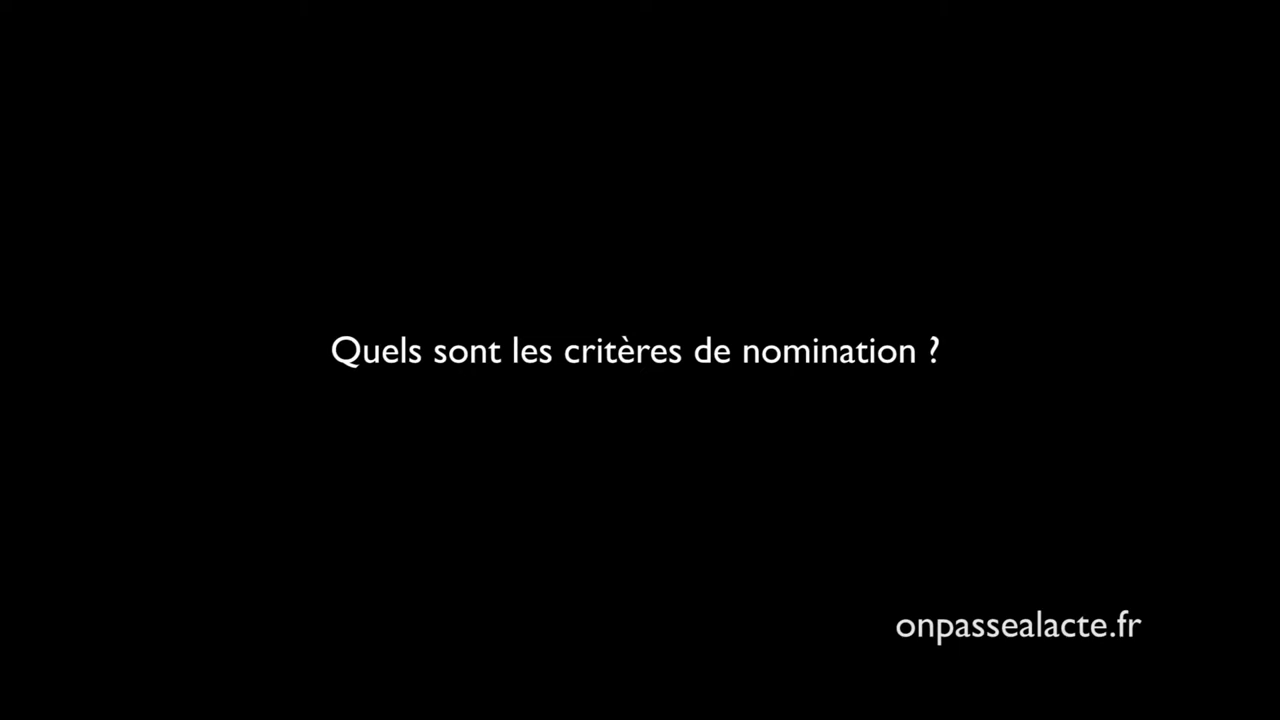 Quels sont les critères de nomination ?
onpassealacte.fr